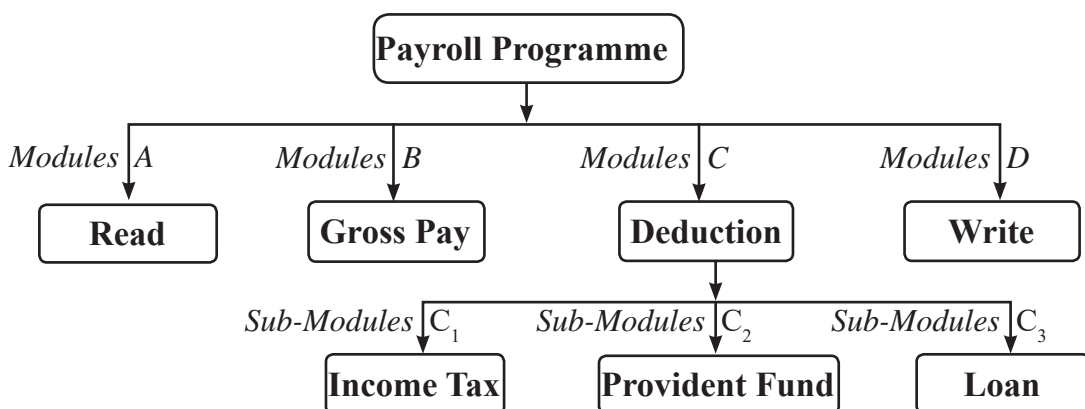 Payroll Programme
Modules A Modules B Modules C Modules D
Read Gross Pay Deduction Write
Sub-Modules C₁ Sub-Modules C₂ Sub-Modules C₃
Income Tax Provident Fund Loan